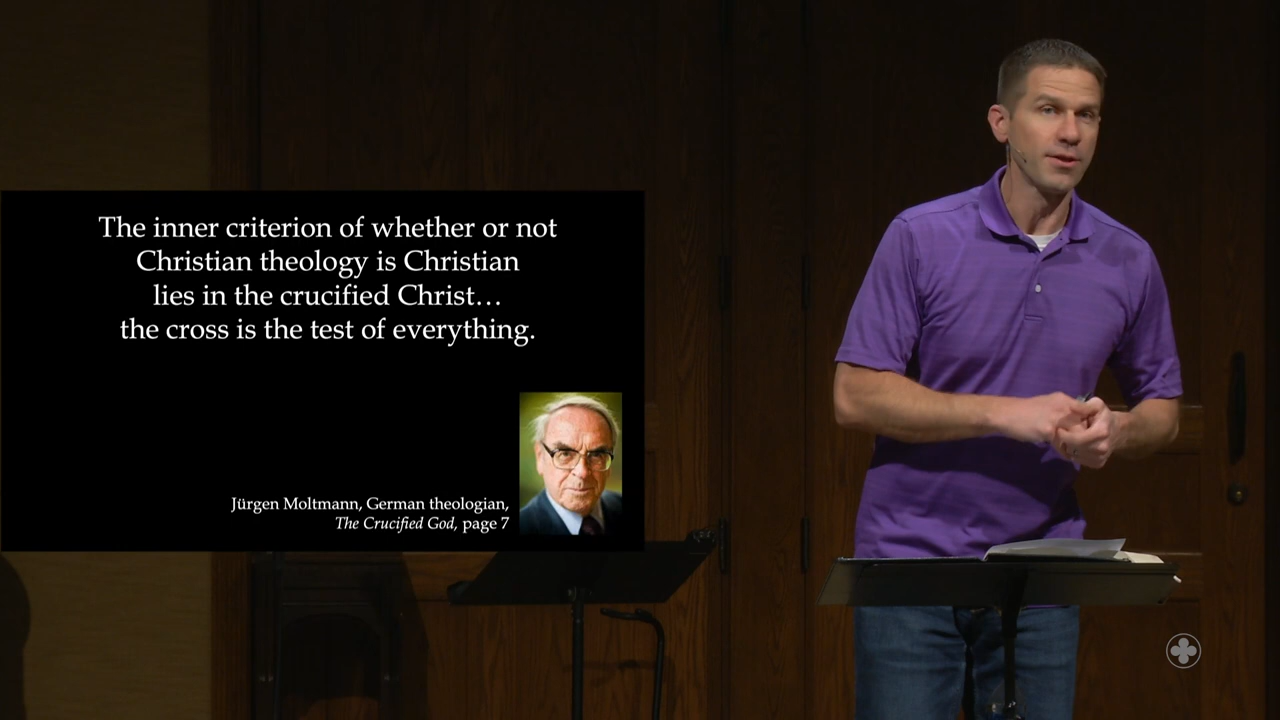 The inner criterion of whether or not
Christian theology is Christian
lies in the crucified Christ…
the cross is the test of everything.
Jürgen Moltmann, German theologian,
The Crucified God, page 7